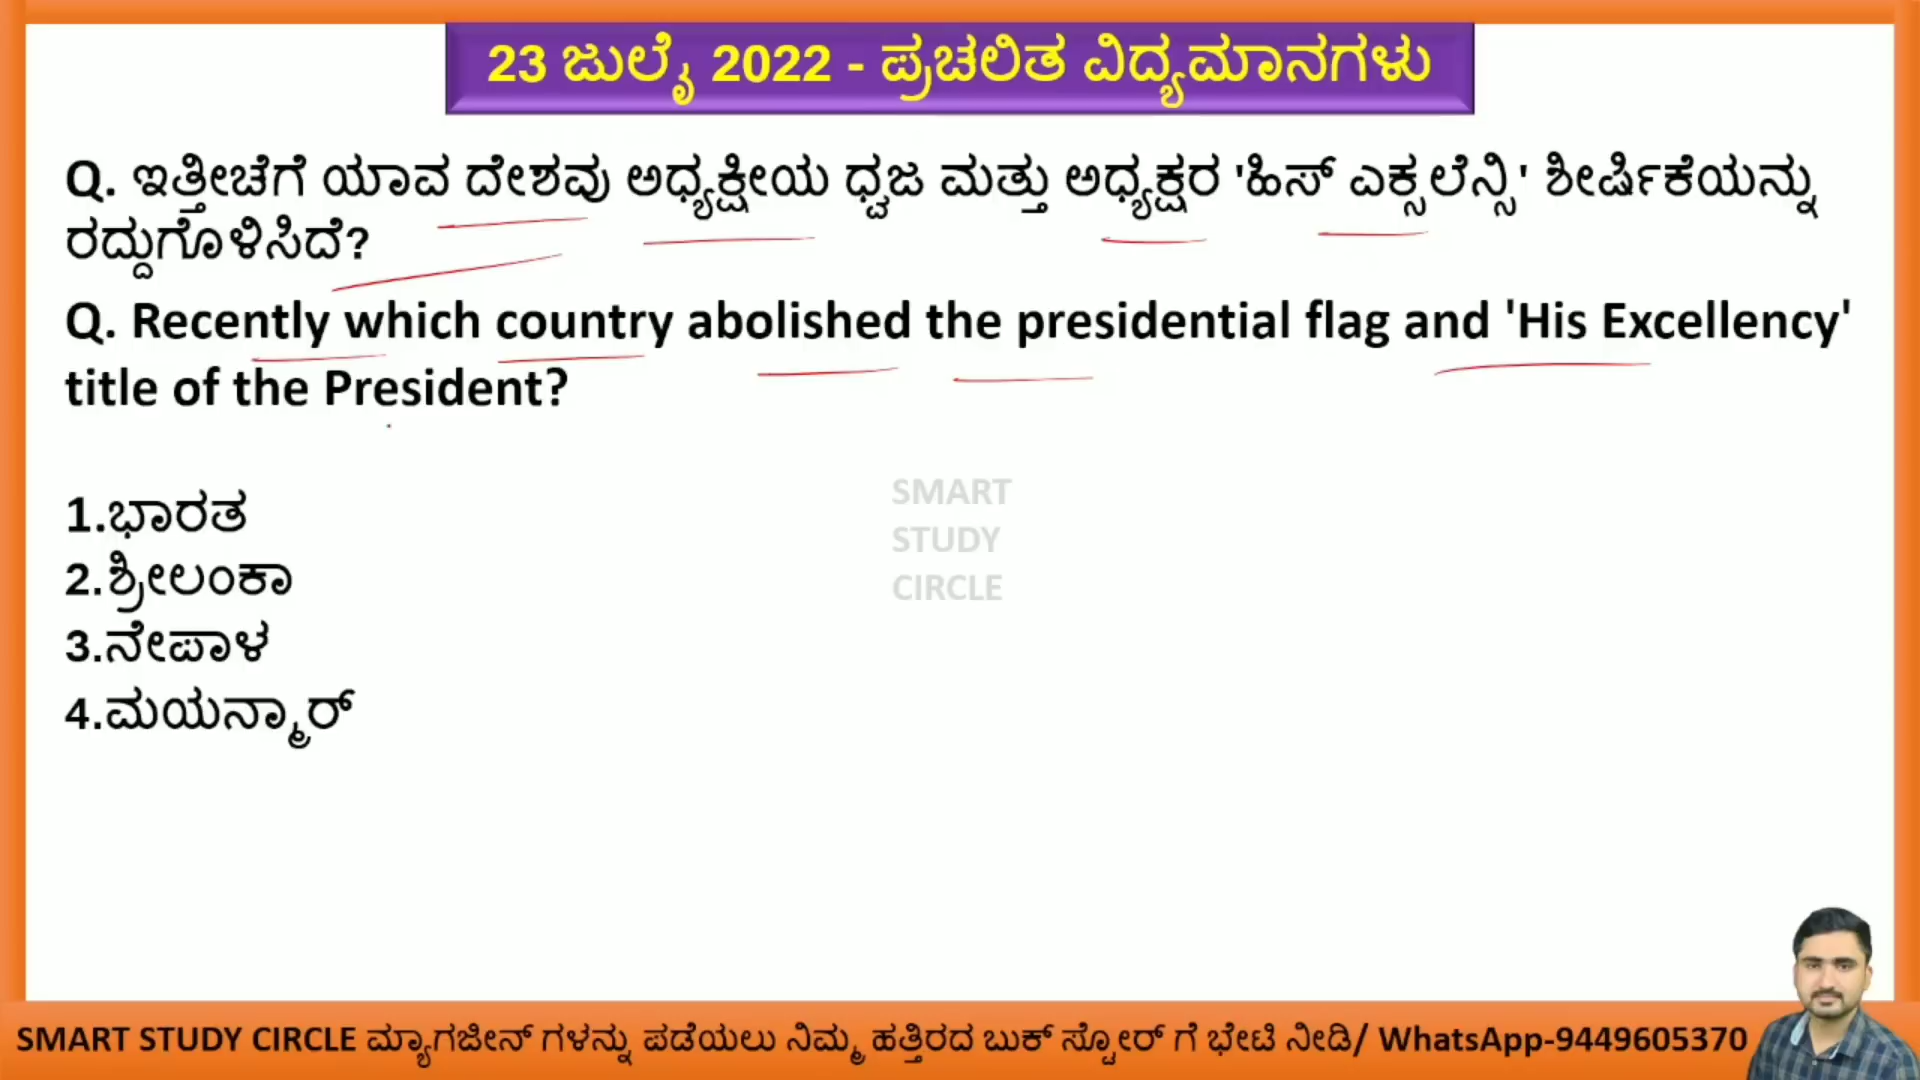 23 ಜುಲೈ 2022 - ಪ್ರಚಲಿತ ವಿದ್ಯಮಾನಗಳು
Q. ಇತ್ತೀಚೆಗೆ ಯಾವ ದೇಶವು ಅಧ್ಯಕ್ಷೀಯ ಧ್ವಜ ಮತ್ತು ಅಧ್ಯಕ್ಷರ 'ಹಿಸ್ ಎಕ್ಸಲೆನ್ಸಿ' ಶೀರ್ಷಿಕೆಯನ್ನು
ರದ್ದುಗೊಳಿಸಿದೆ?
Q. Recently which country abolished the presidential flag and 'His Excellency'
title of the President?
1.ಭಾರತ
2.ಶ್ರೀಲಂಕಾ
3.ನೇಪಾಳ
4.ಮಯನ್ಮಾರ್
SMART
STUDY
CIRCLE
SMART STUDY CIRCLE ಮ್ಯಾಗಜೀನ್ ಗಳನ್ನು ಪಡೆಯಲು ನಿಮ್ಮ ಹತ್ತಿರದ ಬುಕ್ ಸ್ಟೋರ್ ಗೆ ಭೇಟಿ ನೀಡಿ/ WhatsApp-9449605370